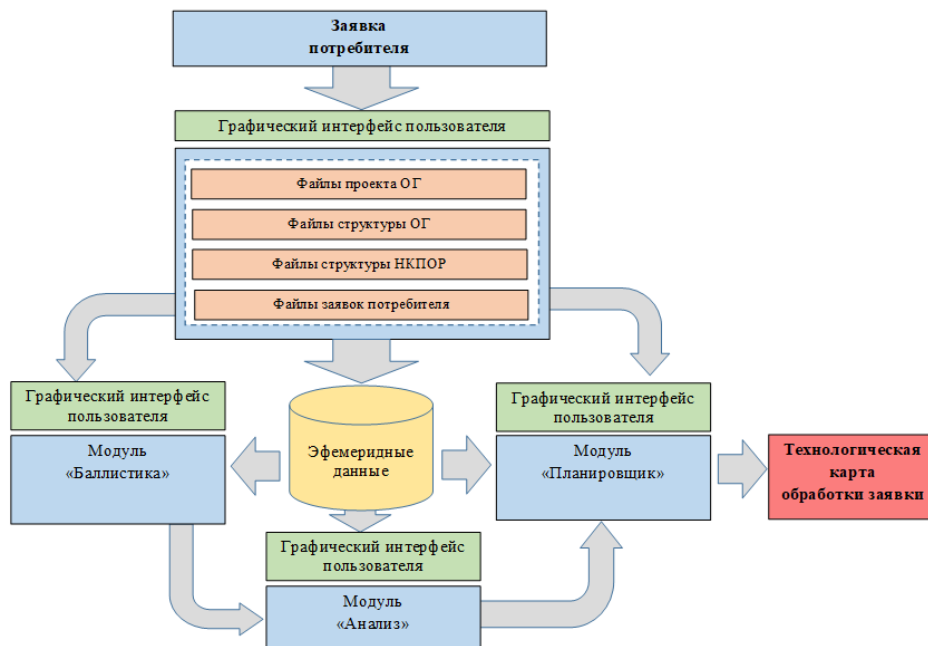 Заявка
потребителя
Графический интерфейс пользователя
Файлы проекта ОГ
Файлы структуры ОГ
Файлы структуры НКПОР
Файлы заявок потребителя
Графический интерфейс
пользователя
Модуль
«Баллистика»
Эфемеридные
данные
Графический интерфейс
пользователя
Модуль
«Планировщик»
Технологическая
карта
обработки заявки
Графический интерфейс
пользователя
Модуль
«Анализ»